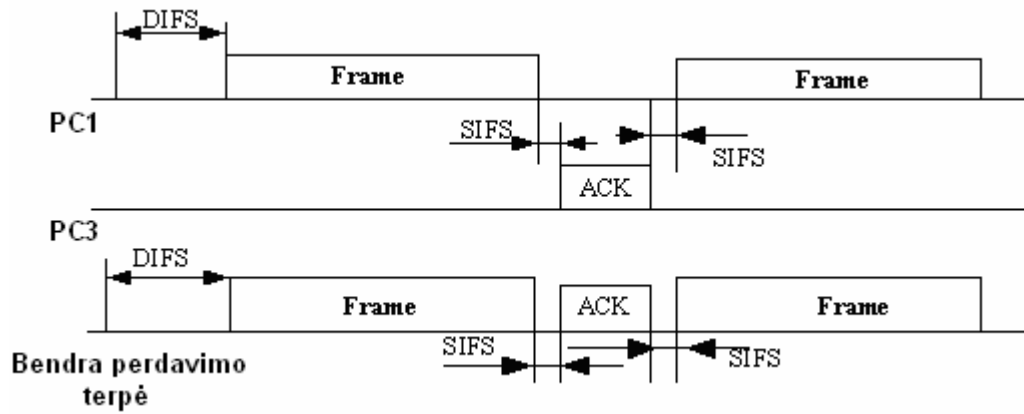 DIFS
Frame
Frame
PC1
SIFS
SIFS
ACK
PC3
DIFS
Frame
ACK
Frame
SIFS
SIFS
Bendra perdavimo
terpė